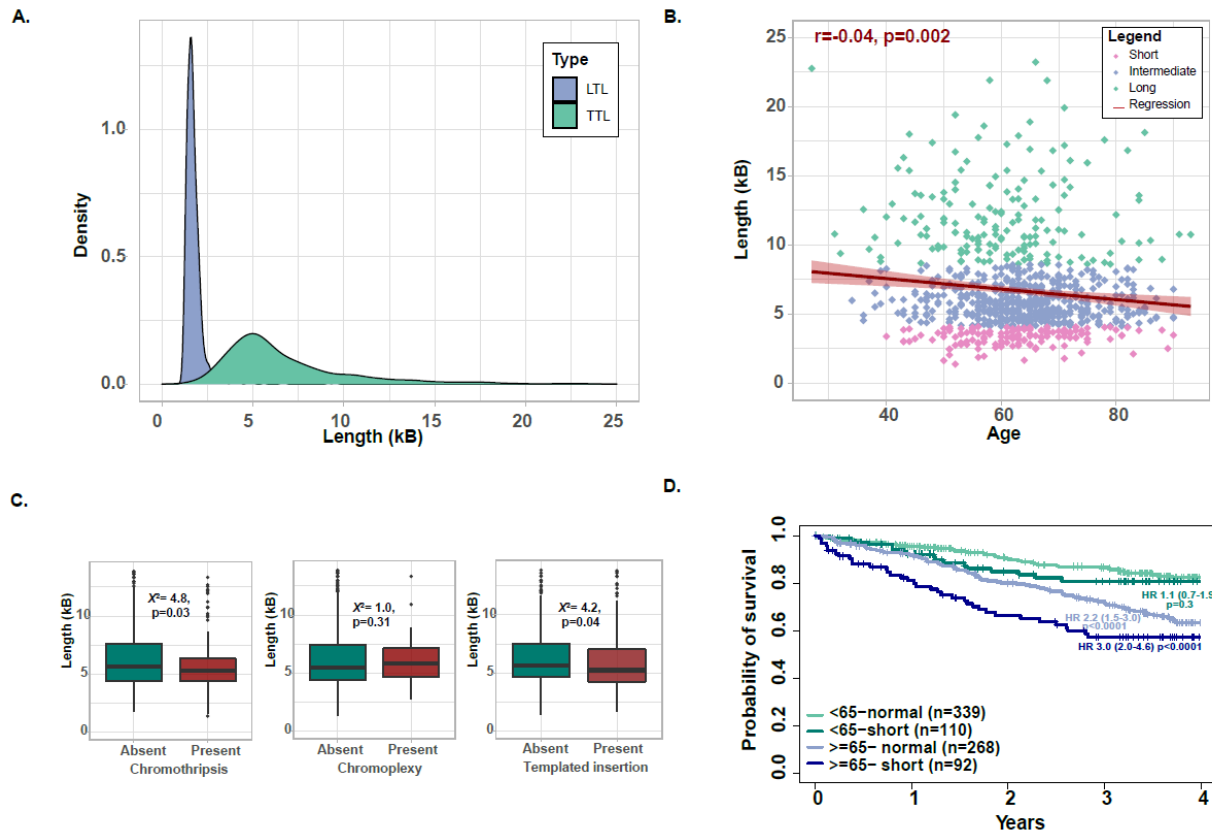 A.
Type
LTL
TTL
1.0
0.5
0.0
Density
0
5
10
15
20
25
Length (kB)
B.
r=-0.04, p=0.002
Legend
Short
Intermediate
Long
Regression
25
20
15
10
5
0
Length (kB)
40
60
80
Age
C.
Length (kB)
10
5
0
X²= 4.8,
p=0.03
Absent
Present
Chromothripsis
Length (kB)
10
5
0
X²= 1.0,
p=0.31
Absent
Present
Chromoplexy
Length (kB)
10
5
0
X²= 4.2,
p=0.04
Absent
Present
Templated insertion
D.
Probability of survival
1.0
0.8
0.6
0.4
0.2
0.0
HR 1.1 (0.7-1.9
p=0.3
HR 2.2 (1.5-3.0)
p<0.0001
HR 3.0 (2.0-4.6) p<0.0001
<65-normal (n=339)
<65-short (n=110)
>=65- normal (n=268)
>=65- short (n=92)
0
1
2
3
4
Years